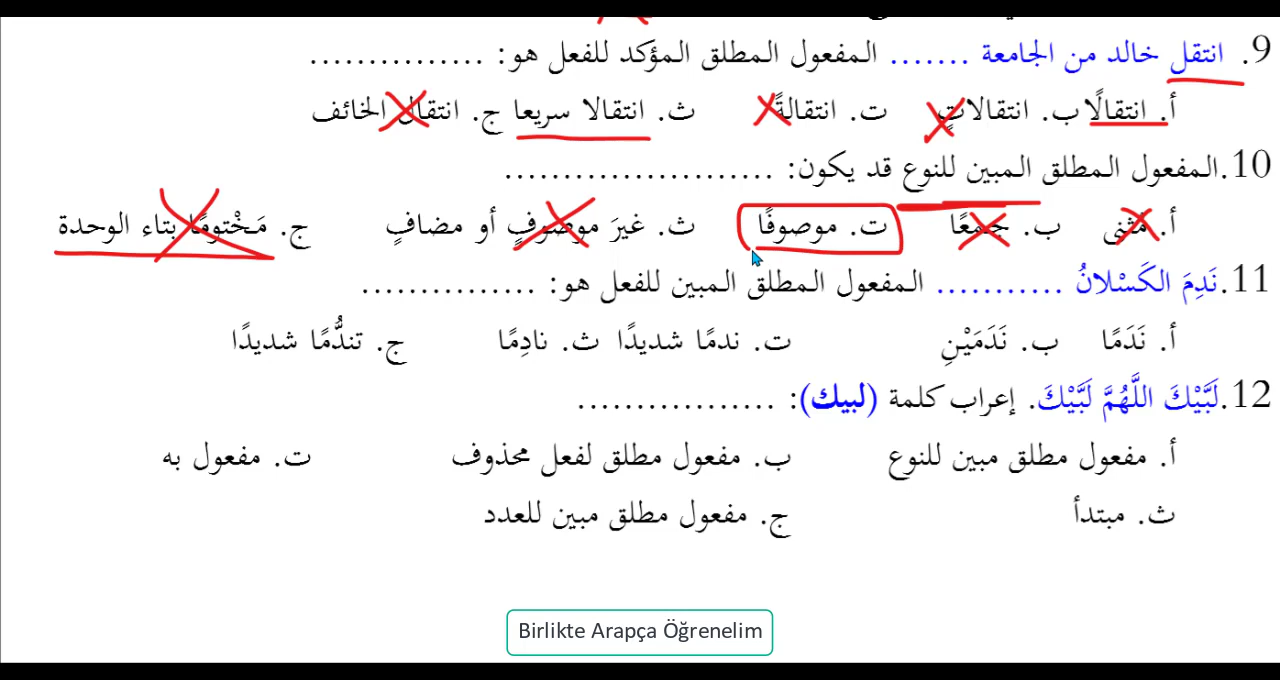 9. انتقل خالد من الجامعة ....... المفعول المطلق المؤكد للفعل هو: ...............
أ. انتقالًا ب. انتقالاتٍ ت. انتقالةً ث. انتقالا سريعا ج. انتقال الخائف
10.المفعول المطلق المبين للنوع قد يكون: .......................
أ. مثنى ب. جمعًا ت. موصوفًا ث. غيرَ موصوفٍ أو مضافٍ ج. مَخْتومًا بتاء الوحدة
11.نَدِمَ الكَسْلانُ ........... المفعول المطلق المبين للفعل هو: ...............
أ. نَدَمًا ب. نَدَمَيْنِ ت. ندمًا شديدًا ث. نادِمًا ج. تندُّمًا شديدًا
12.لَبَّيْكَ اللَّهُمَّ لَبَّيْكَ. إعراب كلمة (لبيك): .................
أ. مفعول مطلق مبين للنوع ب. مفعول مطلق لفعل محذوف ت. مفعول به
ث. مبتدأ ج. مفعول مطلق مبين للعدد
Birlikte Arapça Öğrenelim